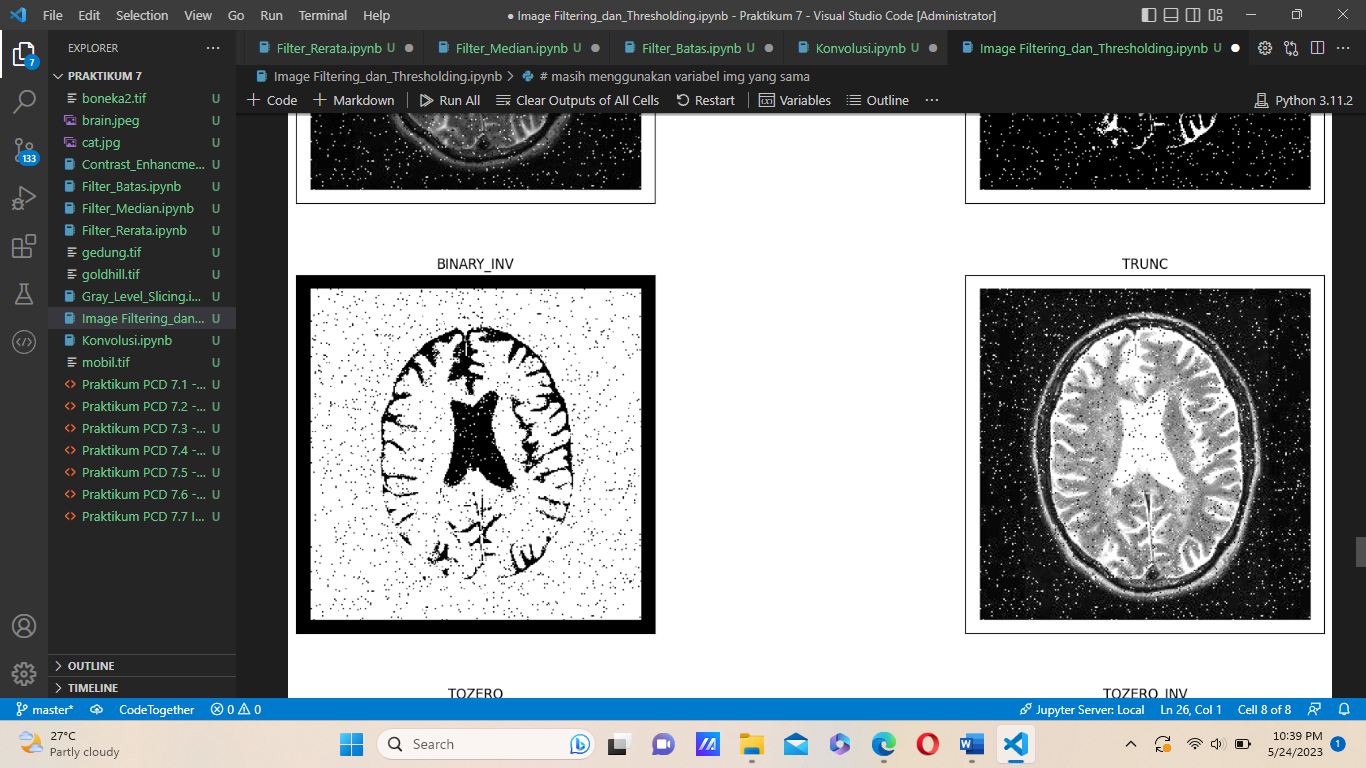 File Edit Selection View Go Run Terminal Help
● Image Filtering_dan_Thresholding.ipynb - Praktikum 7 - Visual Studio Code [Administrator]
EXPLORER
Filter_Rerata.ipynb U
Filter_Median.ipynb U
Filter_Batas.ipynb U
Konvolusi.ipynb U
Image Filtering_dan_Thresholding.ipynb U
Image Filtering_dan_Thresholding.ipynb > # masih menggunakan variabel img yang sama
Code Markdown Run All Clear Outputs of All Cells Restart Variables Outline ... Python 3.11.2
7
133
PRAKTIKUM 7
boneka2.tif U
brain.jpeg U
cat.jpg U
Contrast_Enhancme... U
Filter_Batas.ipynb U
Filter_Median.ipynb U
Filter_Rerata.ipynb U
gedung.tif U
goldhill.tif U
Gray_Level_Slicing.i... U
Image Filtering_dan... U
Konvolusi.ipynb U
mobil.tif U
Praktikum PCD 7.1 -... U
Praktikum PCD 7.2 -... U
Praktikum PCD 7.3 -... U
Praktikum PCD 7.4 -... U
Praktikum PCD 7.5 -... U
Praktikum PCD 7.6 -... U
Praktikum PCD 7.7 I... U
OUTLINE
TIMELINE
BINARY_INV
TRUNC
TOZERO
TOZERO_INV
master* CodeTogether 0 0 Jupyter Server: Local Ln 26, Col 1 Cell 8 of 8
27°C
Partly cloudy
Search
10:39 PM
5/24/2023
1